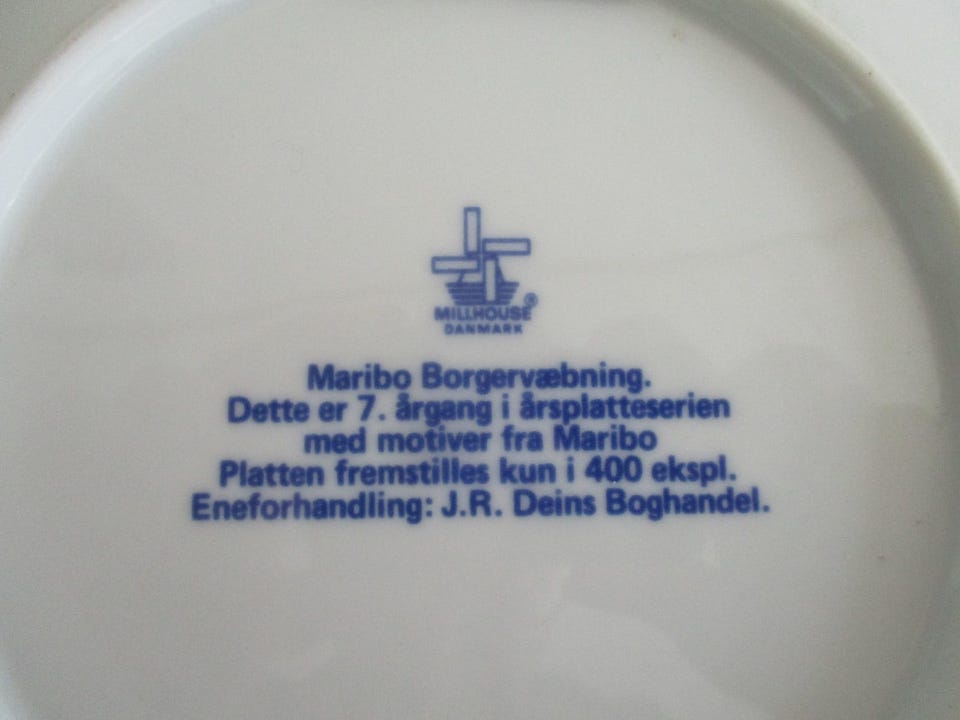 MILLHOUSE®
DANMARK
Maribo Borgervæbning.
Dette er 7. årgang i årsplatteserien
med motiver fra Maribo
Platten fremstilles kun i 400 ekspl.
Eneforhandling: J.R. Deins Boghandel.